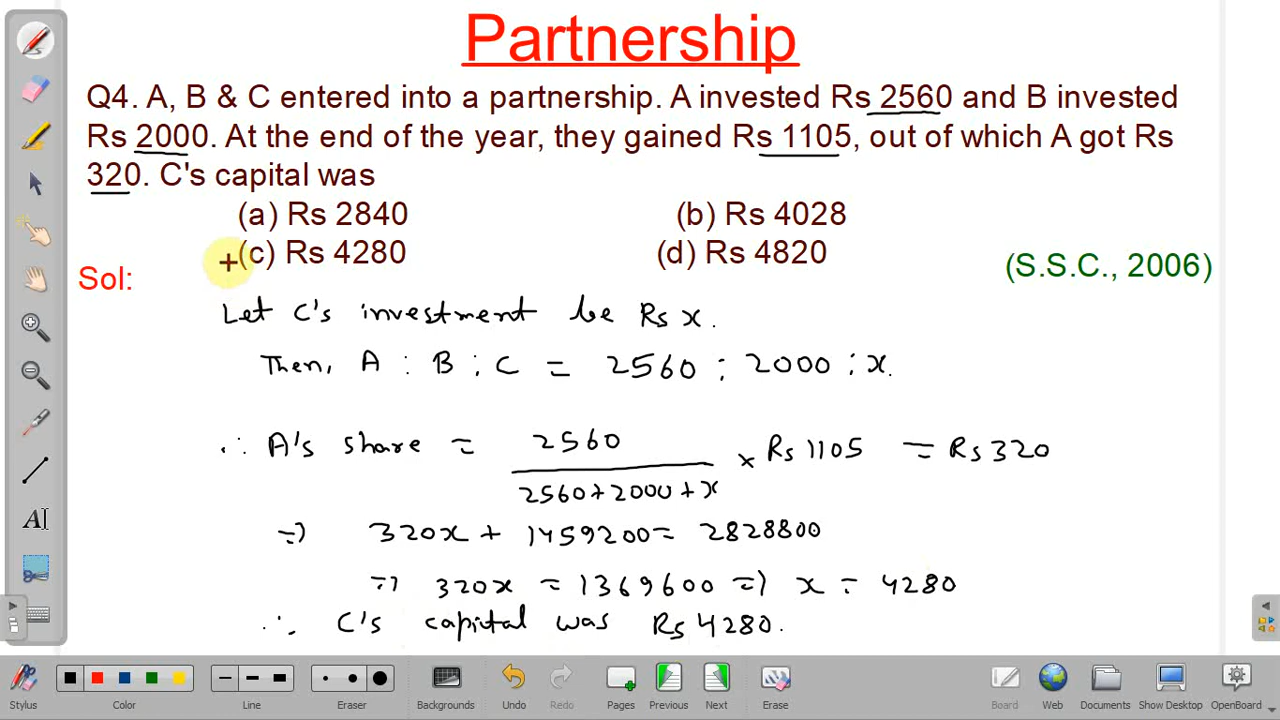 Partnership
Q4. A, B & C entered into a partnership. A invested Rs 2560 and B invested
Rs 2000. At the end of the year, they gained Rs 1105, out of which A got Rs
320. C's capital was
(a) Rs 2840 (b) Rs 4028
(c) Rs 4280 (d) Rs 4820
(S.S.C., 2006)
Sol:
Let C's investment be Rs x.
Then, A : B : C = 2560 : 2000 : x.
∴ A's share = 2560 / 2560+2000+x × Rs 1105 = Rs 320
⇒ 320x + 1459200 = 2828800
⇒ 320x = 1369600 ⇒ x = 4280
∴ C's capital was Rs 4280.
AI
Stylus Color Line Eraser Backgrounds Undo Redo Pages Previous Next Erase Board Web Documents Show Desktop OpenBoard